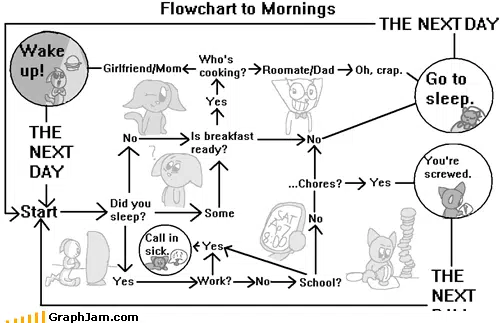 Flowchart to Mornings
THE NEXT DAY
Wake
up!
Girlfriend/Mom
Who's
cooking?
Roomate/Dad
Oh, crap.
Go to
sleep.
Yes
THE
NEXT
DAY
No
Is breakfast
ready?
No
You're
screwed.
...Chores?
Yes
Start
Did you
sleep?
Some
No
SAT
Call in
sick.
Yes
Yes
Work?
No
School?
THE
NEXT
GraphJam.com